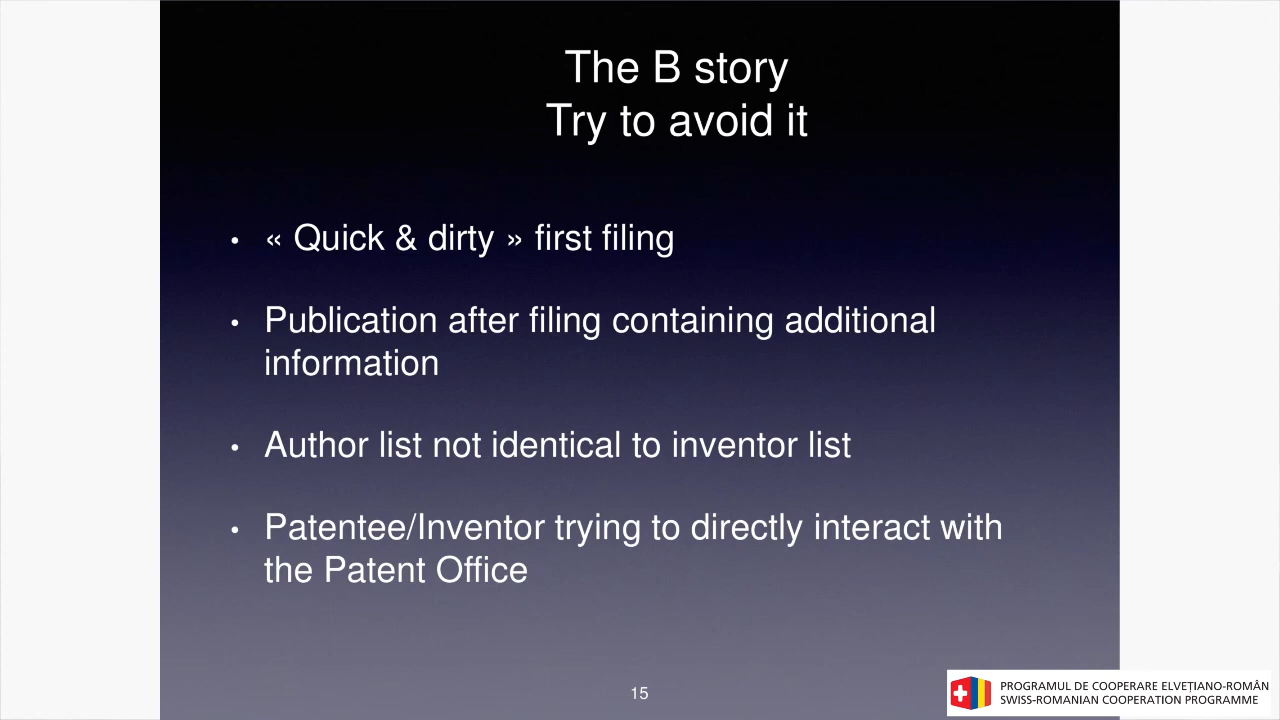 The B story
Try to avoid it
• « Quick & dirty » first filing
• Publication after filing containing additional
information
• Author list not identical to inventor list
• Patentee/Inventor trying to directly interact with
the Patent Office
15
PROGRAMUL DE COOPERARE ELVEȚIANO-ROMÂN
SWISS-ROMANIAN COOPERATION PROGRAMME